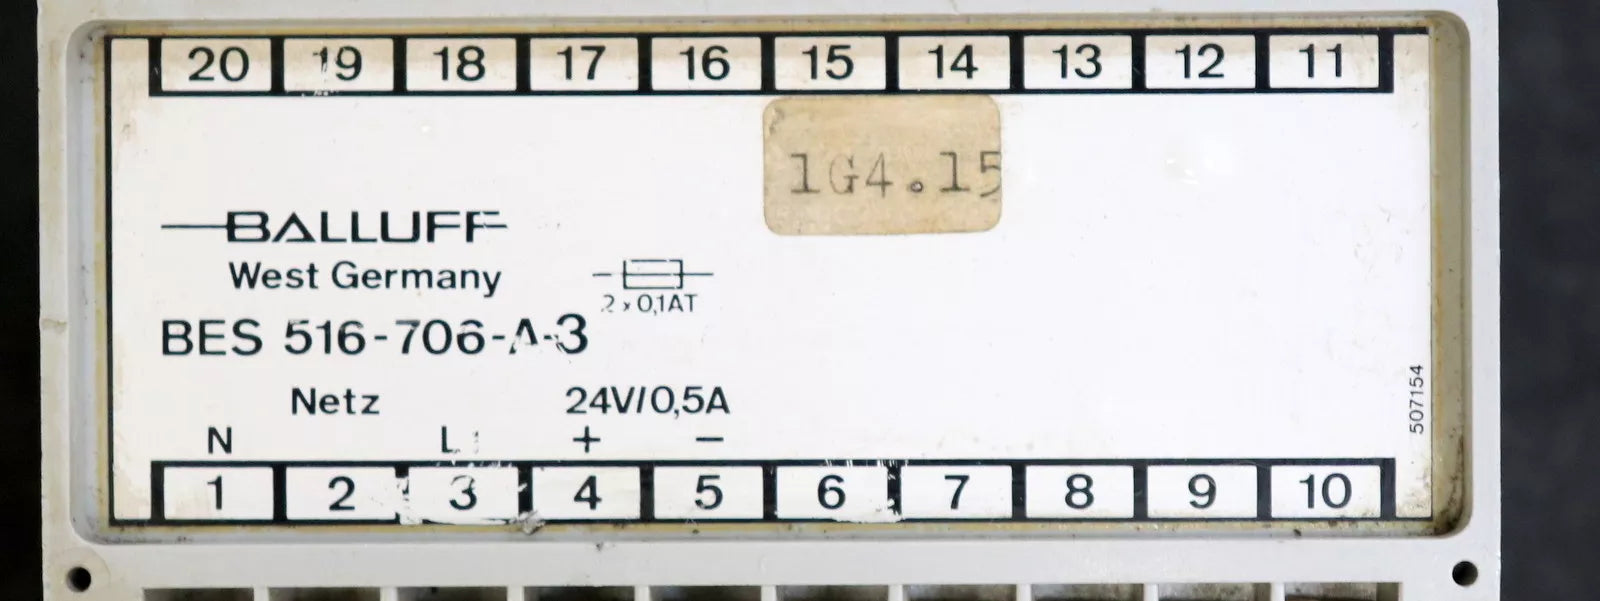 20 19 18 17 16 15 14 13 12 11
1G4.15
BALLUFF
West Germany
2 x 0,1AT
BES 516-706-A-3
Netz 24V/0,5A
N L1 + −
1 2 3 4 5 6 7 8 9 10
507154